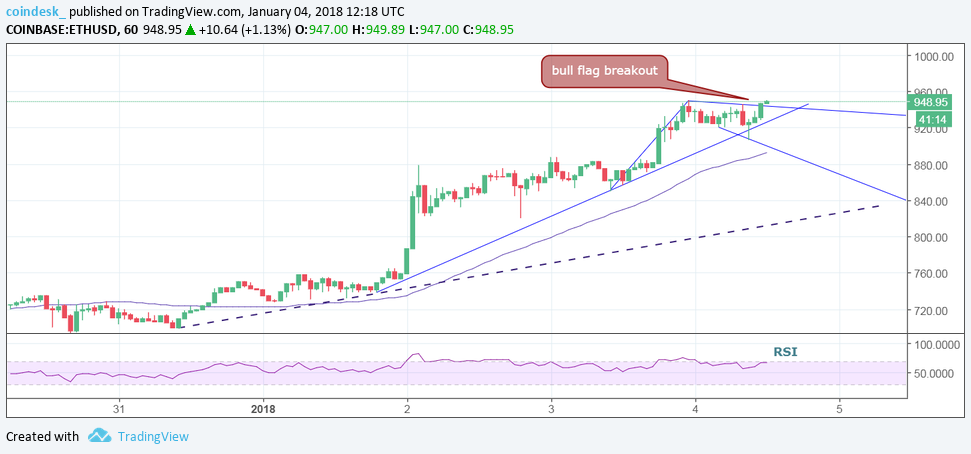 coindesk_ published on TradingView.com, January 04, 2018 12:18 UTC
COINBASE:ETHUSD, 60 948.95 ▲ +10.64 (+1.13%) O:947.00 H:949.89 L:947.00 C:948.95
1000.00
bull flag breakout
960.00
948.95
41:14
920.00
880.00
840.00
800.00
760.00
720.00
RSI
100.0000
50.0000
31 2018 2 3 4 5
Created with TradingView